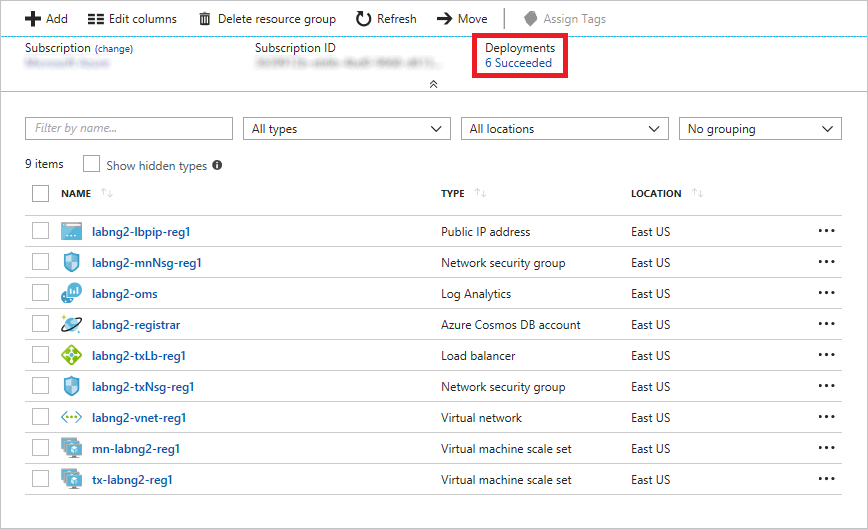 Add Edit columns Delete resource group Refresh Move Assign Tags
Subscription (change) Subscription ID Deployments
6 Succeeded
Filter by name... All types All locations No grouping
9 items Show hidden types
NAME TYPE LOCATION
labng2-lbpip-reg1 Public IP address East US
labng2-mnNsg-reg1 Network security group East US
labng2-oms Log Analytics East US
labng2-registrar Azure Cosmos DB account East US
labng2-txLb-reg1 Load balancer East US
labng2-txNsg-reg1 Network security group East US
labng2-vnet-reg1 Virtual network East US
mn-labng2-reg1 Virtual machine scale set East US
tx-labng2-reg1 Virtual machine scale set East US